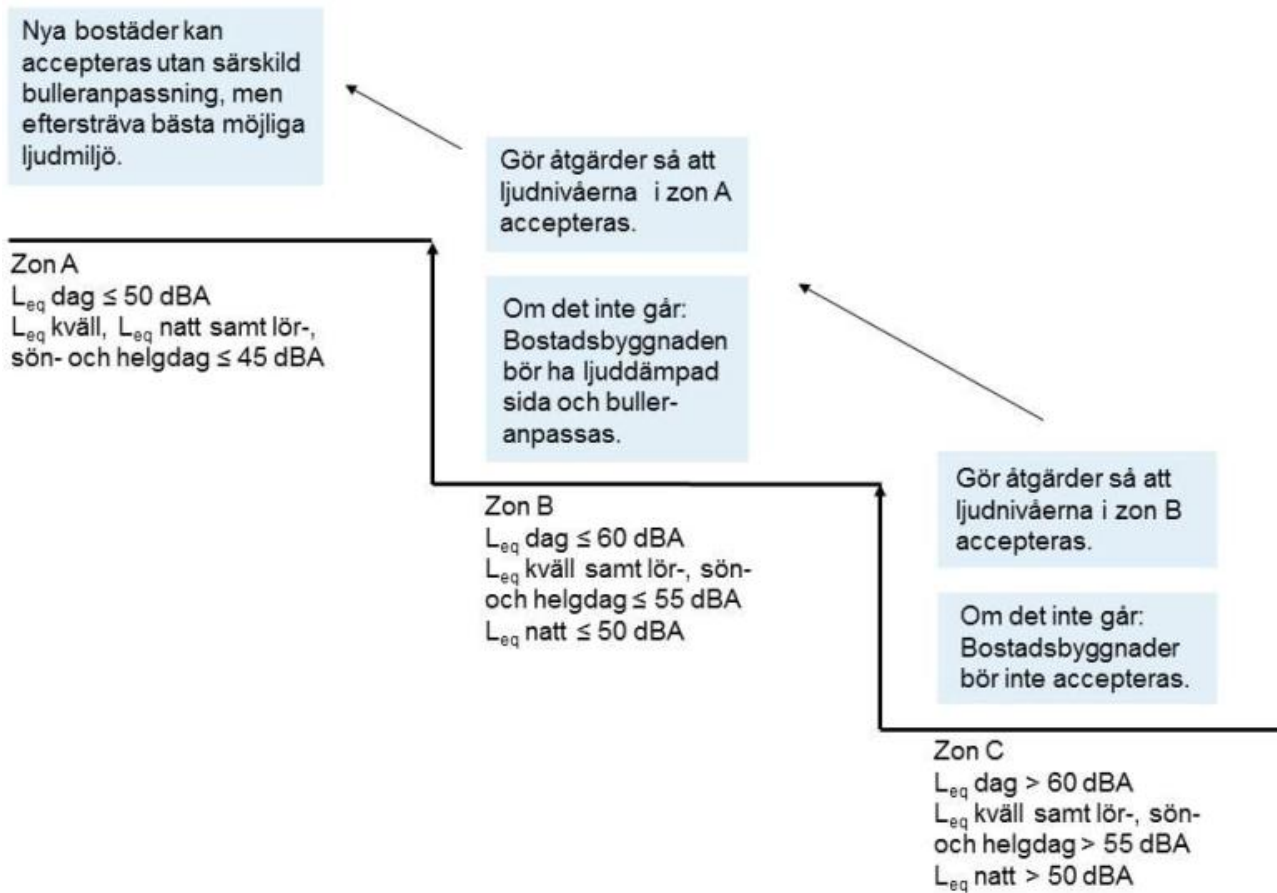 Nya bostäder kan
accepteras utan särskild
bulleranpassning, men
eftersträva bästa möjliga
ljudmiljö.
Zon A
Leq dag ≤ 50 dBA
Leq kväll, Leq natt samt lör-,
sön- och helgdag ≤ 45 dBA
Gör åtgärder så att
ljudnivåerna i zon A
accepteras.
Om det inte går:
Bostadsbyggnaden
bör ha ljuddämpad
sida och buller-
anpassas.
Zon B
Leq dag ≤ 60 dBA
Leq kväll samt lör-, sön-
och helgdag ≤ 55 dBA
Leq natt ≤ 50 dBA
Gör åtgärder så att
ljudnivåerna i zon B
accepteras.
Om det inte går:
Bostadsbyggnader
bör inte accepteras.
Zon C
Leq dag > 60 dBA
Leq kväll samt lör-, sön-
och helgdag > 55 dBA
Leq natt > 50 dBA